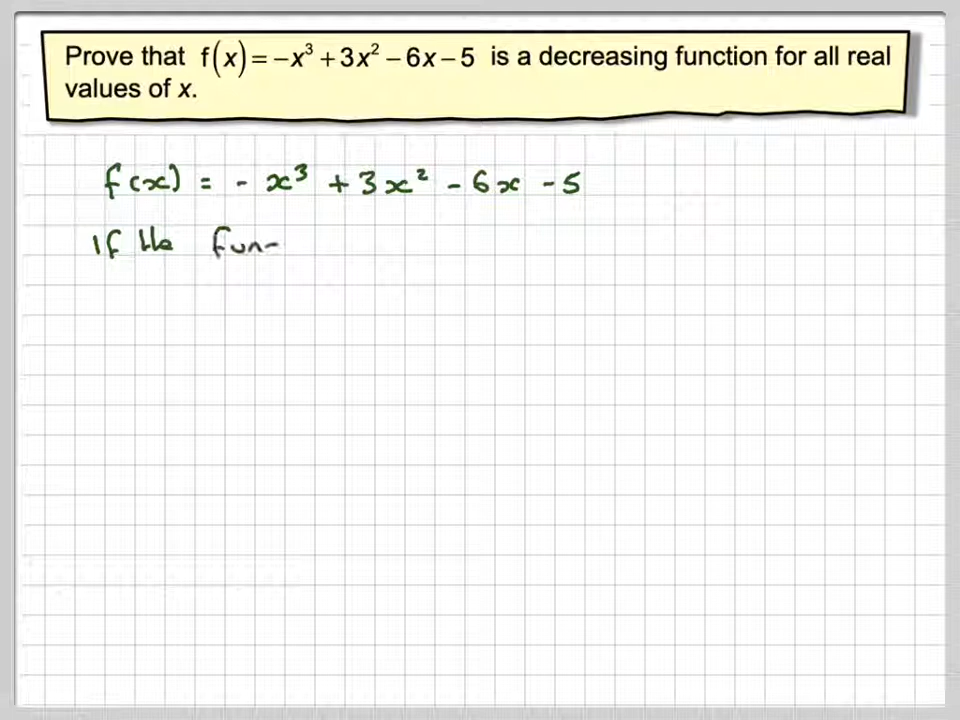 Prove that f(x) = −x³ + 3x² − 6x − 5 is a decreasing function for all real
values of x.
f(x) = - x³ + 3x² - 6x - 5
If the fun-